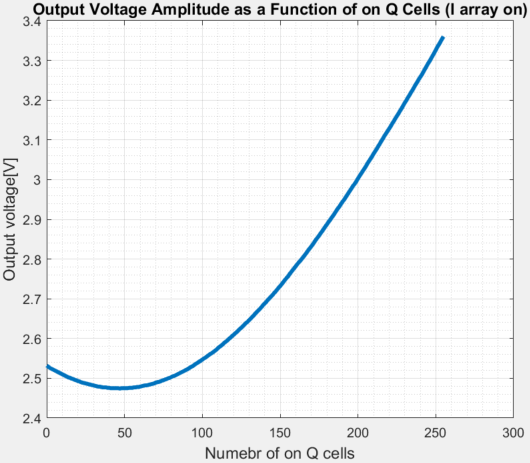 Output Voltage Amplitude as a Function of on Q Cells (I array on)
3.4
3.3
3.2
3.1
3
2.9
2.8
2.7
2.6
2.5
2.4
Output voltage[V]
0 50 100 150 200 250 300
Numebr of on Q cells